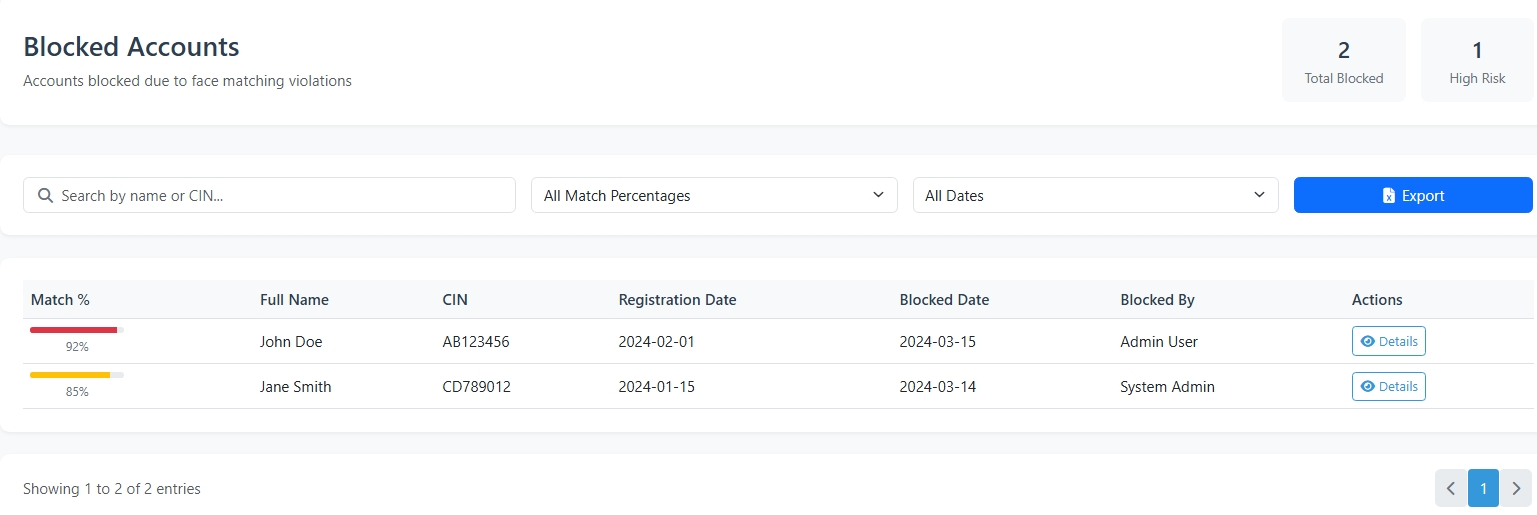 Blocked Accounts
Accounts blocked due to face matching violations
2
Total Blocked
1
High Risk
Search by name or CIN...
All Match Percentages
All Dates
Export
Match % Full Name CIN Registration Date Blocked Date Blocked By Actions
92% John Doe AB123456 2024-02-01 2024-03-15 Admin User Details
85% Jane Smith CD789012 2024-01-15 2024-03-14 System Admin Details
Showing 1 to 2 of 2 entries
1